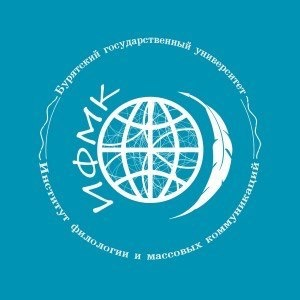 Бурятский государственный университет
ИФМК
Институт филологии и массовых коммуникаций